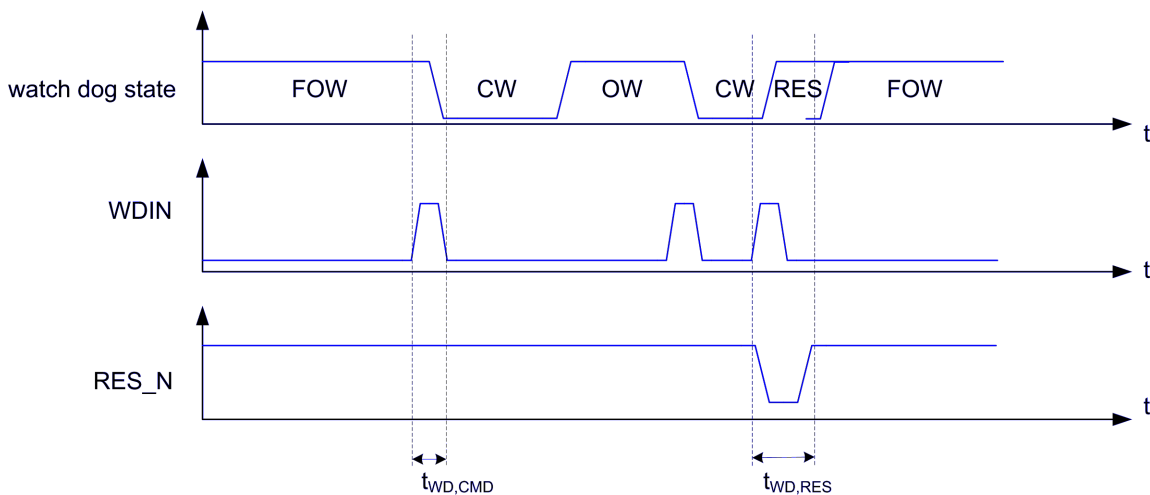 watch dog state
FOW
CW
OW
CW
RES
FOW
t
WDIN
t
RES_N
t
tWD,CMD
tWD,RES